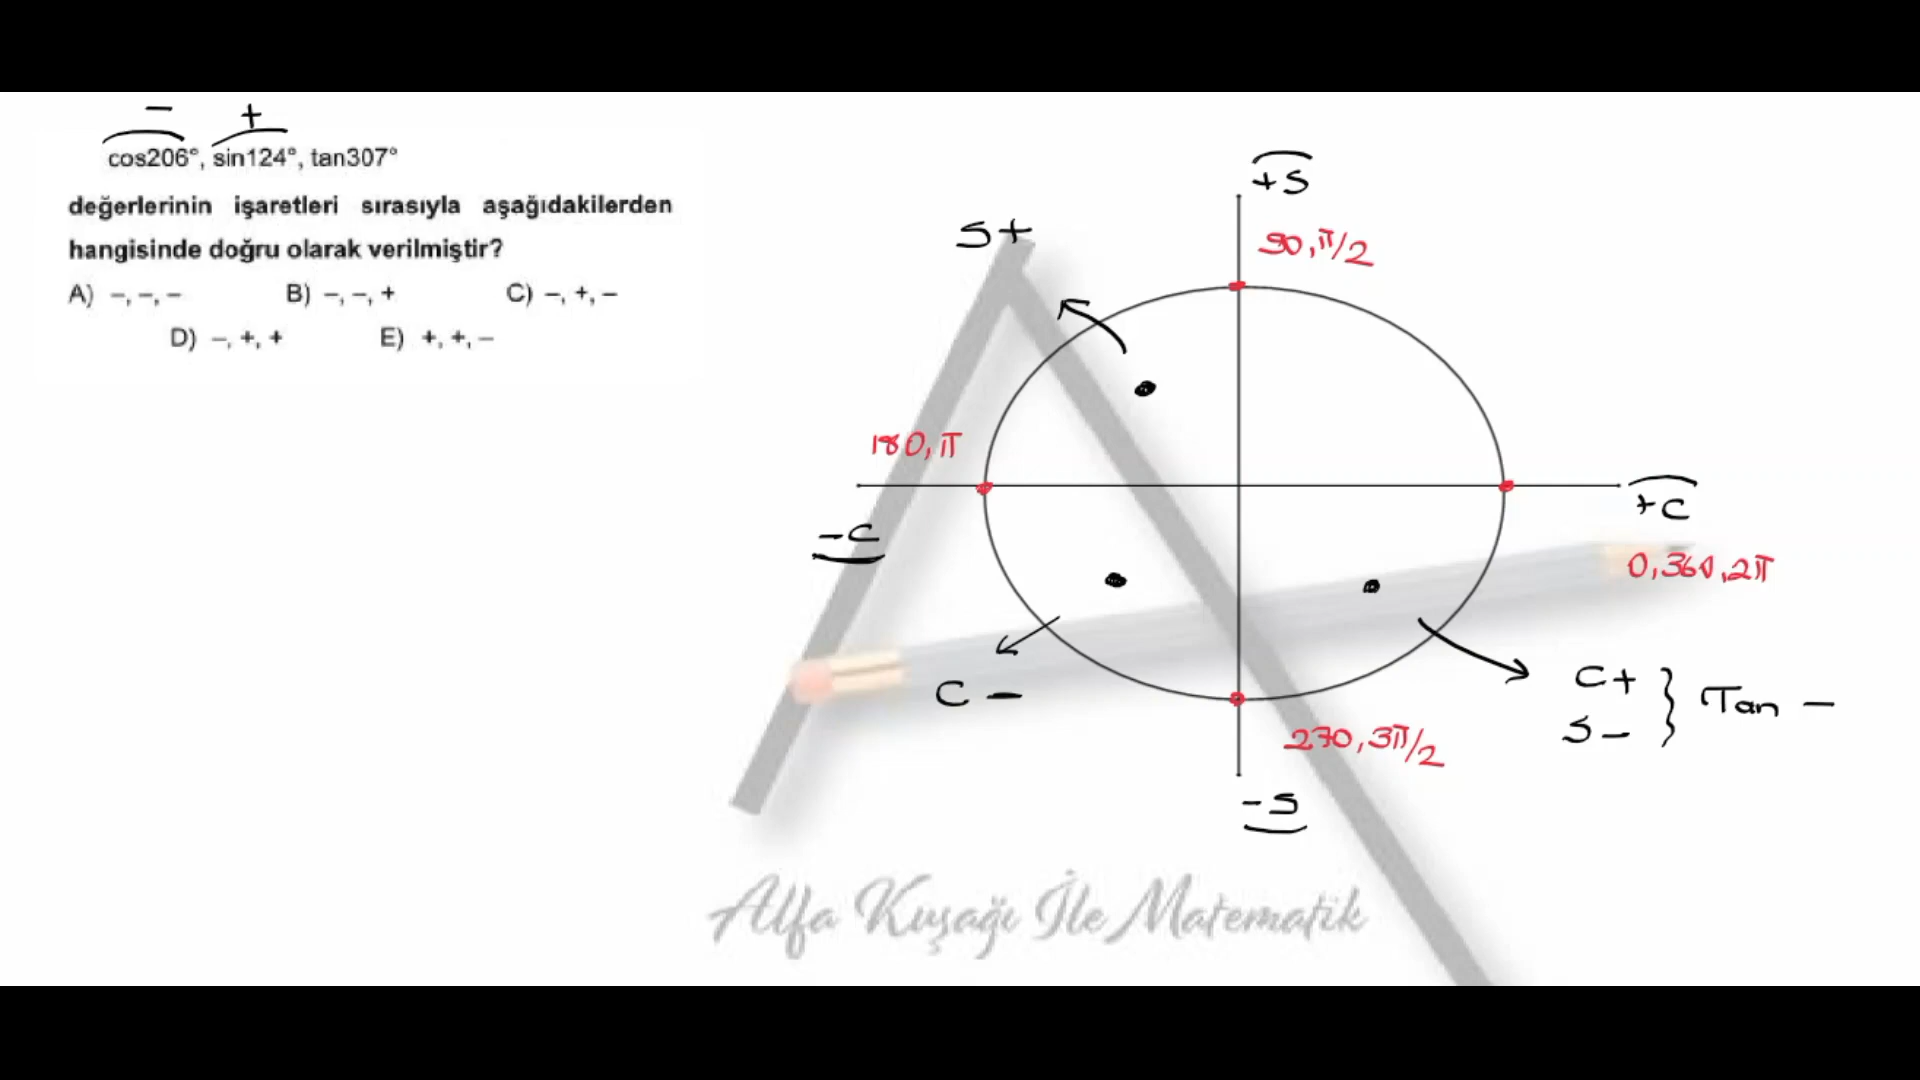 − +
cos206°, sin124°, tan307°
değerlerinin işaretleri sırasıyla aşağıdakilerden
hangisinde doğru olarak verilmiştir?
A) −, −, − B) −, −, + C) −, +, −
D) −, +, + E) +, +, −
+S
S+
90, π/2
180, π
+C
-C
0, 360, 2π
C −
C+
S− } Tan −
270, 3π/2
-S
Alfa Kuşağı İle Matematik